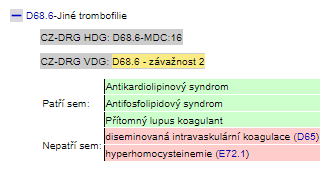 D68.6-Jiné trombofilie
CZ-DRG HDG: D68.6-MDC:16
CZ-DRG VDG: D68.6 - závažnost 2
Patří sem:
Antikardiolipinový syndrom
Antifosfolipidový syndrom
Přítomný lupus koagulant
Nepatří sem:
diseminovaná intravaskulární koagulace (D65)
hyperhomocysteinemie (E72.1)